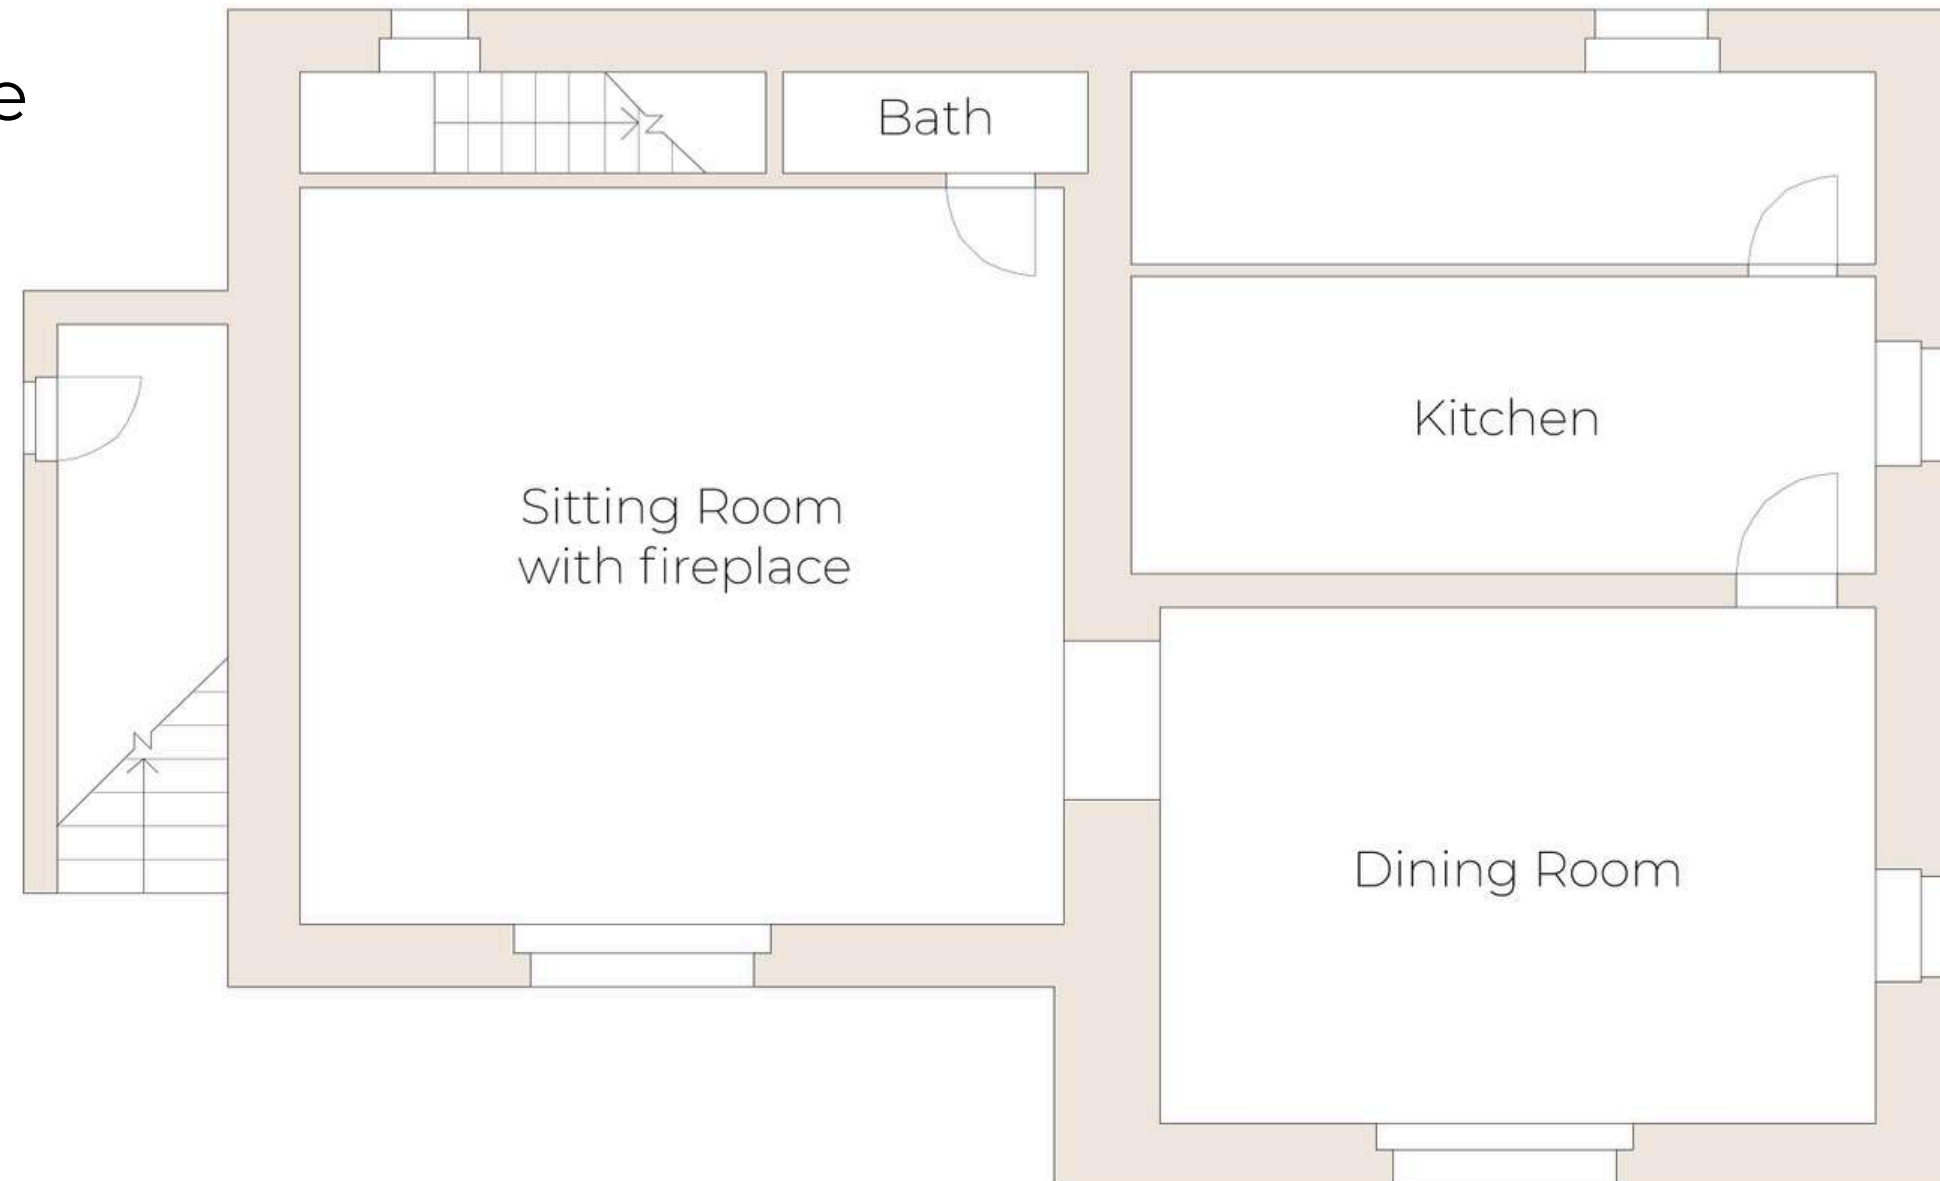 e
Bath
Kitchen
Sitting Room
with fireplace
Dining Room